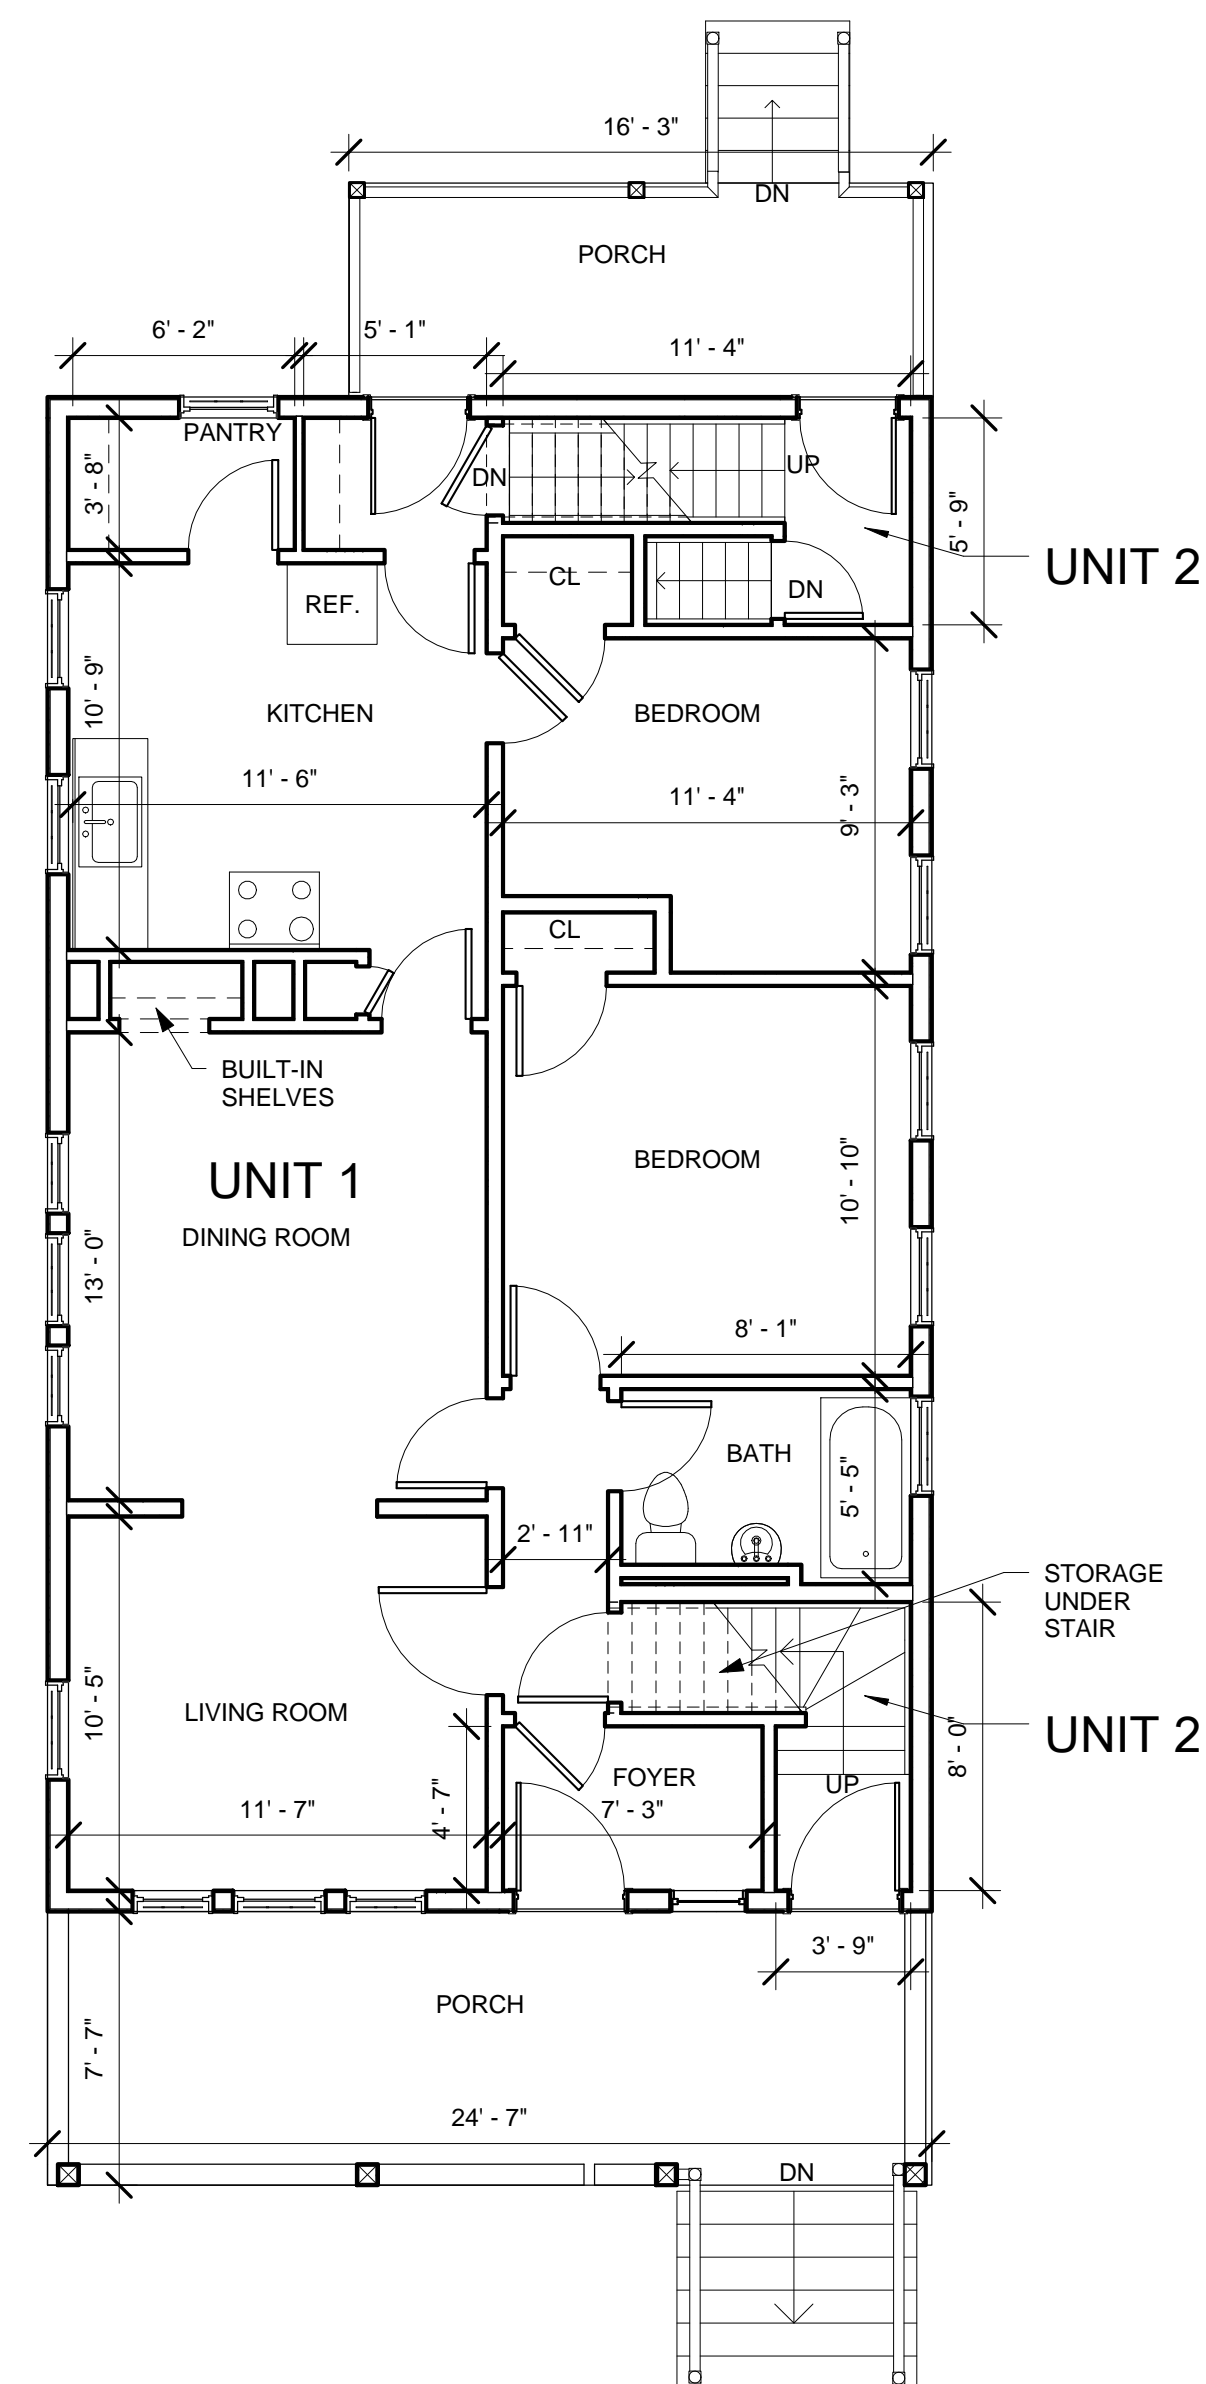 16' - 3"
DN
PORCH
6' - 2"
5' - 1"
11' - 4"
PANTRY
3' - 8"
DN
UP
5' - 9"
UNIT 2
CL
DN
REF.
10' - 9"
KITCHEN
BEDROOM
11' - 6"
11' - 4"
9' - 3"
CL
BUILT-IN
SHELVES
UNIT 1
DINING ROOM
13' - 0"
BEDROOM
10' - 10"
8' - 1"
BATH
5' - 5"
2' - 11"
STORAGE
UNDER
STAIR
10' - 5"
LIVING ROOM
UNIT 2
8' - 0"
FOYER
UP
11' - 7"
4' - 7"
7' - 3"
3' - 9"
PORCH
7' - 7"
24' - 7"
DN